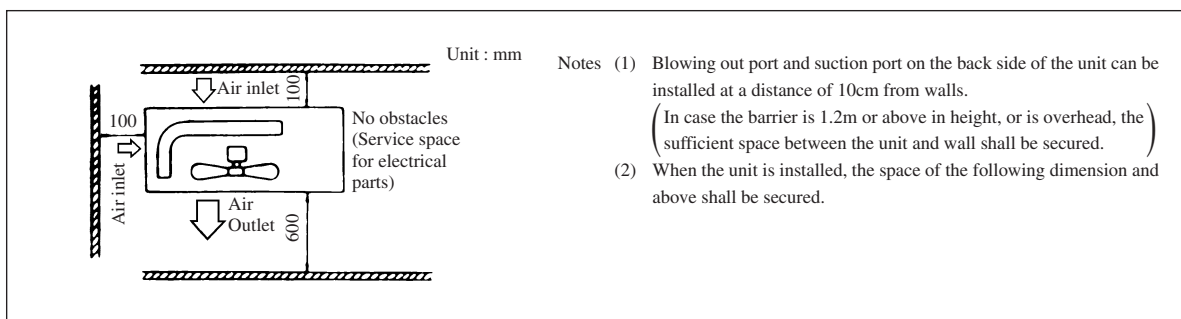 Unit : mm
Air inlet
100
100
Air inlet
No obstacles
(Service space
for electrical
parts)
Air
Outlet
600
Notes (1) Blowing out port and suction port on the back side of the unit can be
installed at a distance of 10cm from walls.
(In case the barrier is 1.2m or above in height, or is overhead, the
sufficient space between the unit and wall shall be secured.)
(2) When the unit is installed, the space of the following dimension and
above shall be secured.